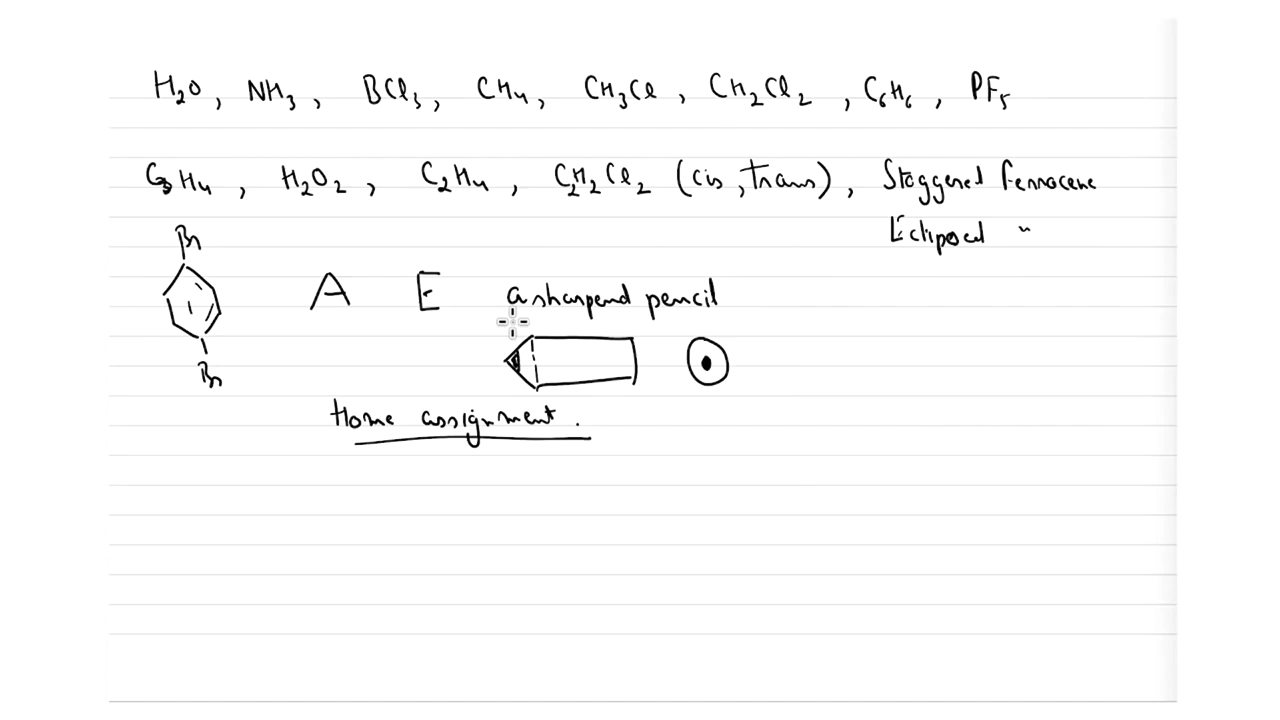 H2O, NH3, BCl3, CH4, CH3Cl, CH2Cl2, C6H6, PF5
C3H4, H2O2, C2H4, C2H2Cl2 (cis, trans), Staggered Ferrocene
Eclipsed "
Br
A E a sharpend pencil
Br
Home assignment.